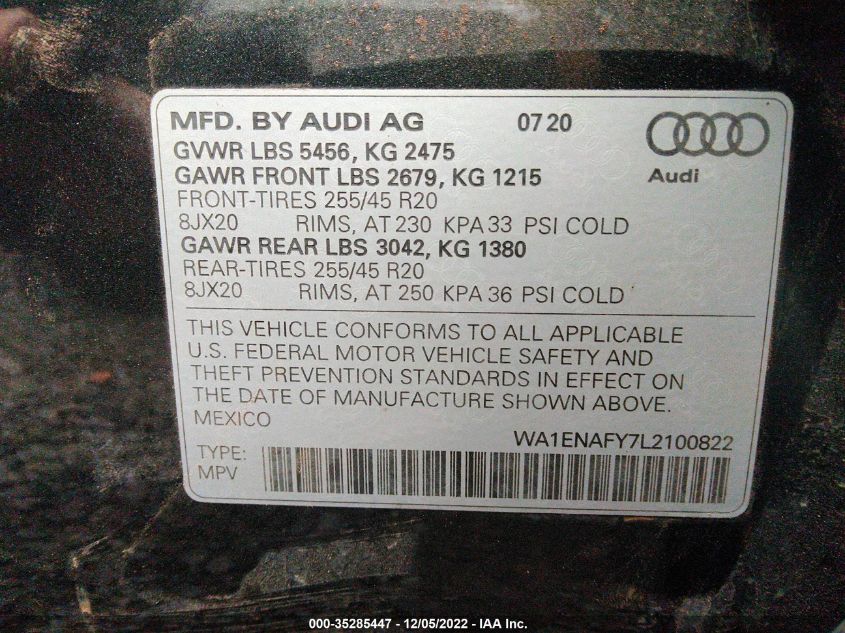 MFD. BY AUDI AG 07 20
GVWR LBS 5456, KG 2475
GAWR FRONT LBS 2679, KG 1215
FRONT-TIRES 255/45 R20
8JX20 RIMS, AT 230 KPA 33 PSI COLD
GAWR REAR LBS 3042, KG 1380
REAR-TIRES 255/45 R20
8JX20 RIMS, AT 250 KPA 36 PSI COLD
Audi
THIS VEHICLE CONFORMS TO ALL APPLICABLE
U.S. FEDERAL MOTOR VEHICLE SAFETY AND
THEFT PREVENTION STANDARDS IN EFFECT ON
THE DATE OF MANUFACTURE SHOWN ABOVE.
MEXICO
WA1ENAFY7L2100822
TYPE:
MPV
000-35285447 - 12/05/2022 - IAA Inc.